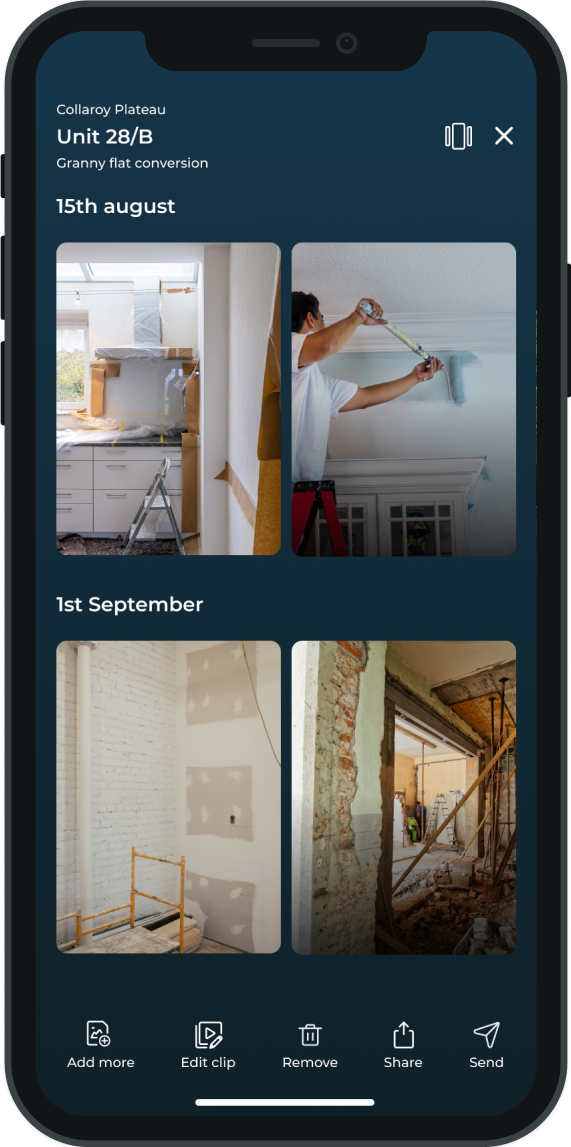 Collaroy Plateau
Unit 28/B
Granny flat conversion
15th august
1st September
Add more
Edit clip
Remove
Share
Send